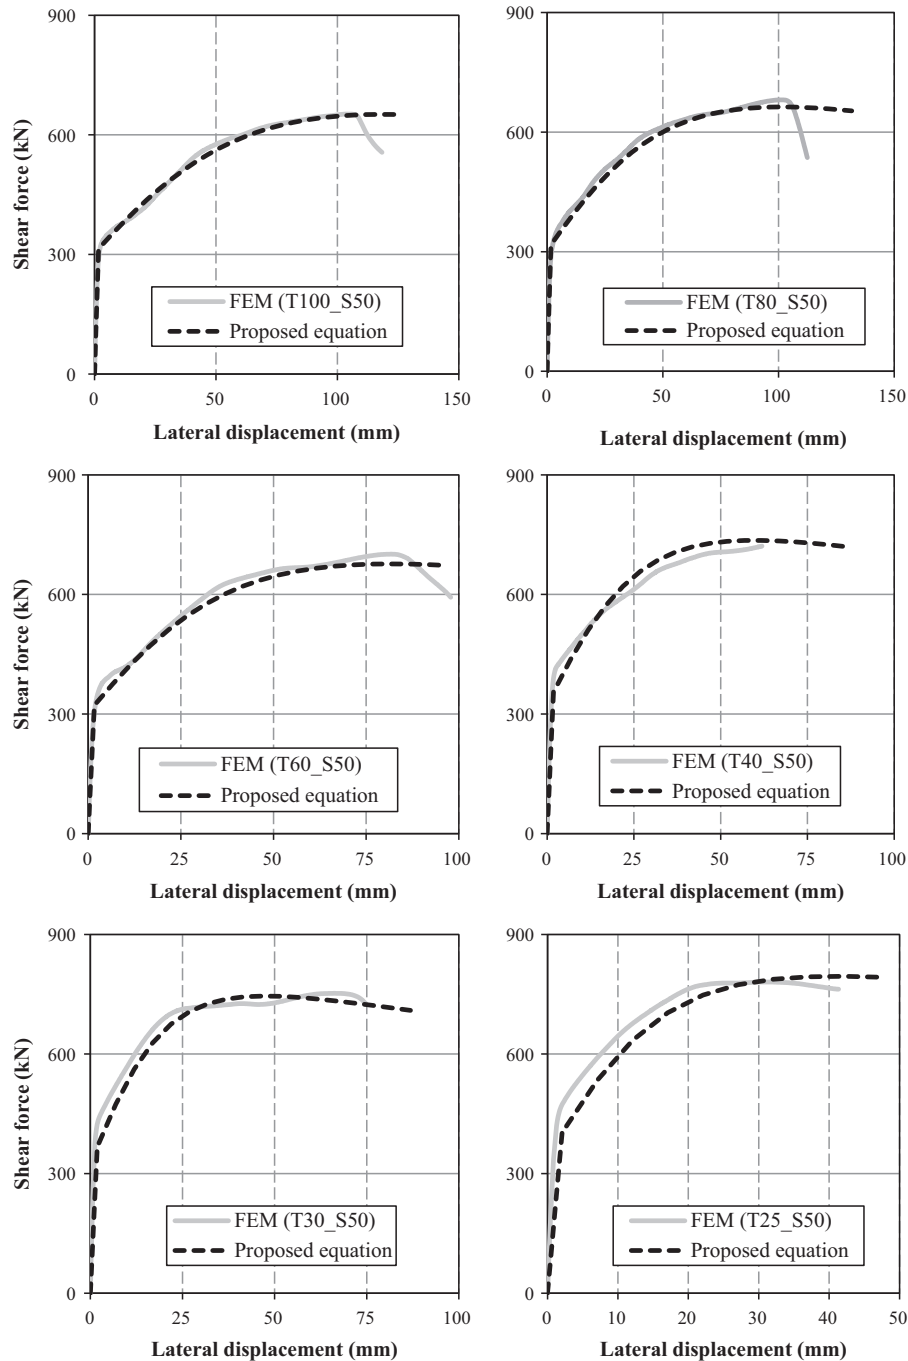 900
600
300
0
Shear force (kN)
FEM (T100_S50)
Proposed equation
0 50 100 150
Lateral displacement (mm)
900
600
300
0
FEM (T80_S50)
Proposed equation
0 50 100 150
Lateral displacement (mm)
900
600
300
0
Shear force (kN)
FEM (T60_S50)
Proposed equation
0 25 50 75 100
Lateral displacement (mm)
900
600
300
0
FEM (T40_S50)
Proposed equation
0 25 50 75 100
Lateral displacement (mm)
900
600
300
0
Shear force (kN)
FEM (T30_S50)
Proposed equation
0 25 50 75 100
Lateral displacement (mm)
900
600
300
0
FEM (T25_S50)
Proposed equation
0 10 20 30 40 50
Lateral displacement (mm)